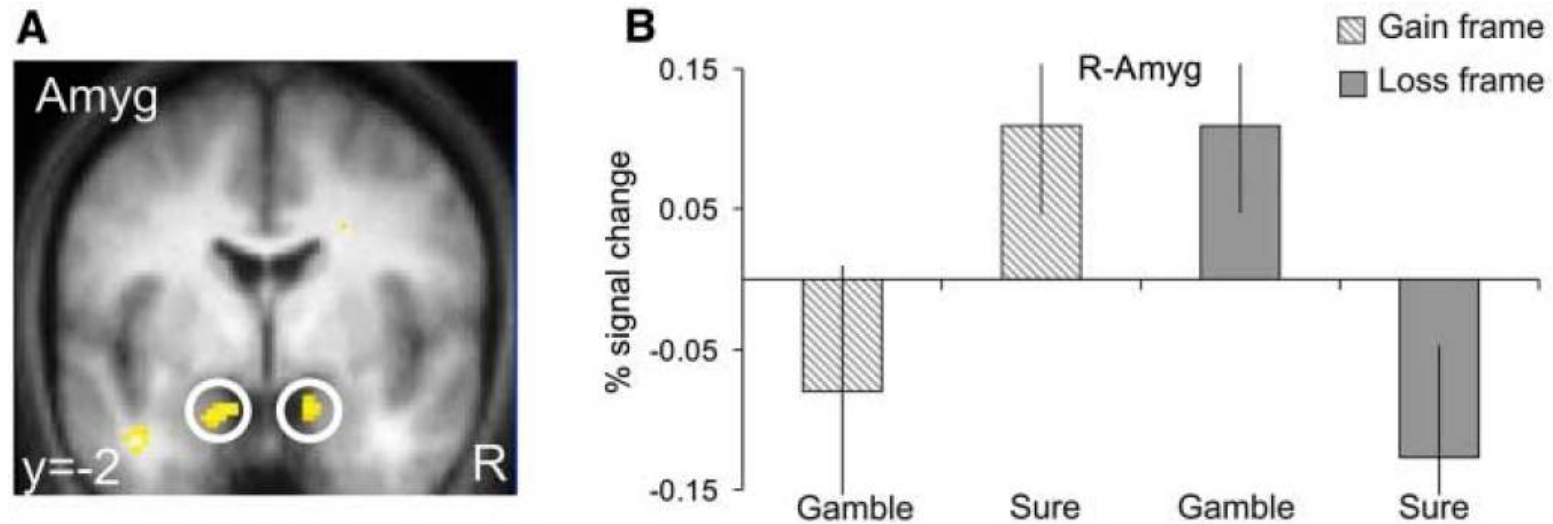 A
Amyg
y=-2
R
B
Gain frame
Loss frame
R-Amyg
% signal change
0.15
0.05
-0.05
-0.15
Gamble Sure Gamble Sure